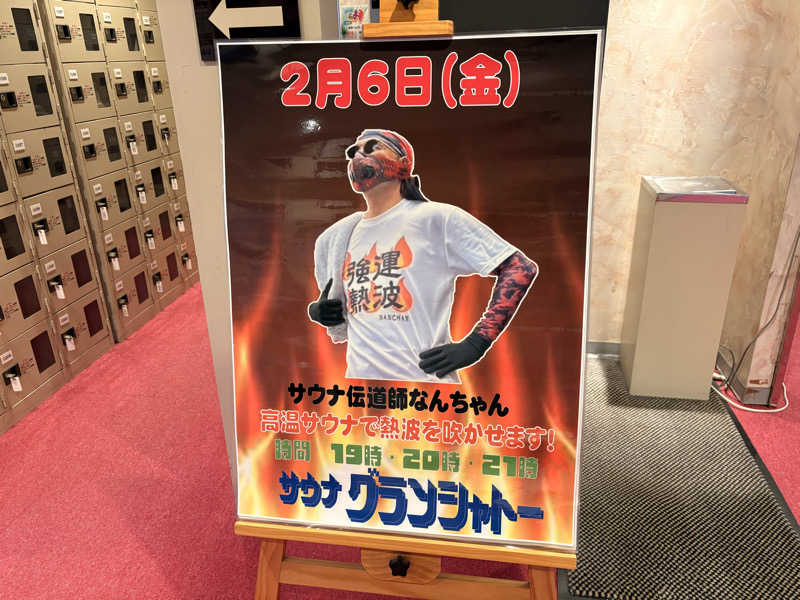 2月6日(金)
強運
熱波
NANCHAN
サウナ伝道師なんちゃん
高温サウナで熱波を吹かせます!
時間 19時・20時・21時
サウナ グランシャトー